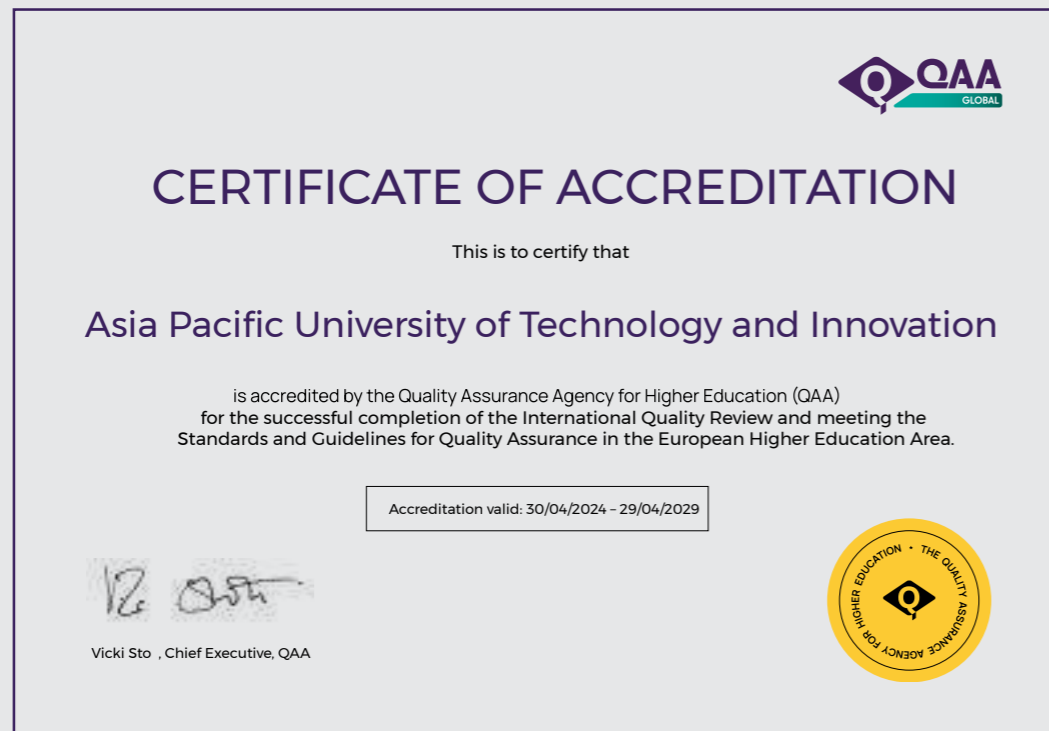 QAA
GLOBAL
CERTIFICATE OF ACCREDITATION
This is to certify that
Asia Pacific University of Technology and Innovation
is accredited by the Quality Assurance Agency for Higher Education (QAA)
for the successful completion of the International Quality Review and meeting the
Standards and Guidelines for Quality Assurance in the European Higher Education Area.
Accreditation valid: 30/04/2024 – 29/04/2029
Vicki Sto , Chief Executive, QAA
THE QUALITY ASSURANCE AGENCY FOR HIGHER EDUCATION •